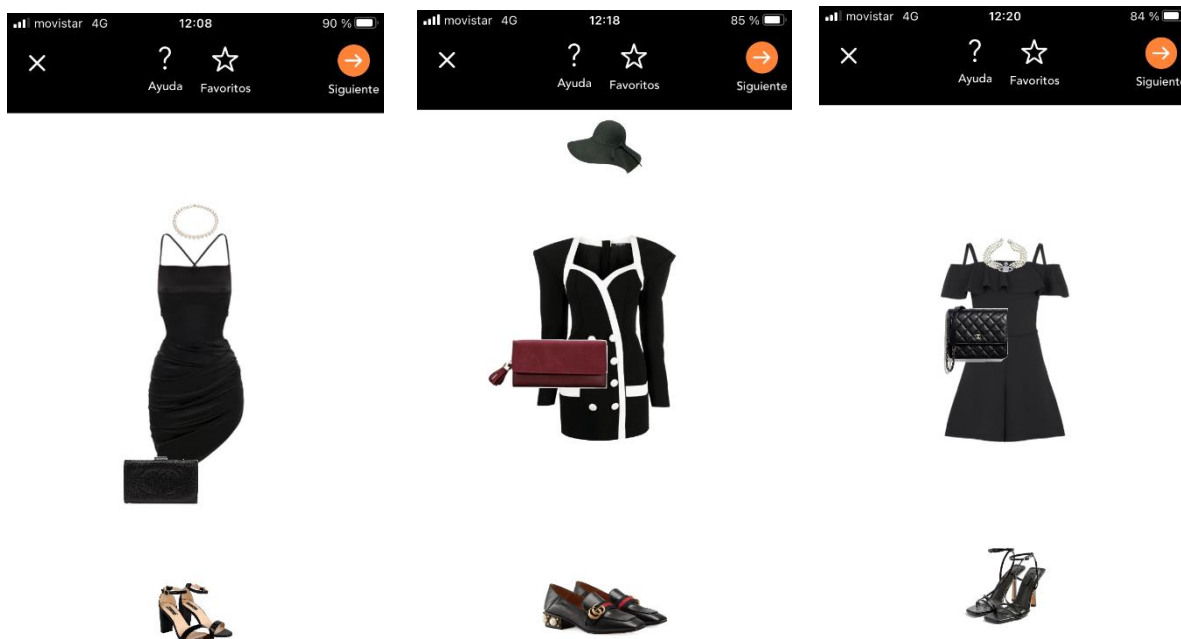 movistar 4G 12:08 90 %
Ayuda Favoritos Siguiente
movistar 4G 12:18 85 %
Ayuda Favoritos Siguiente
movistar 4G 12:20 84 %
Ayuda Favoritos Siguiente